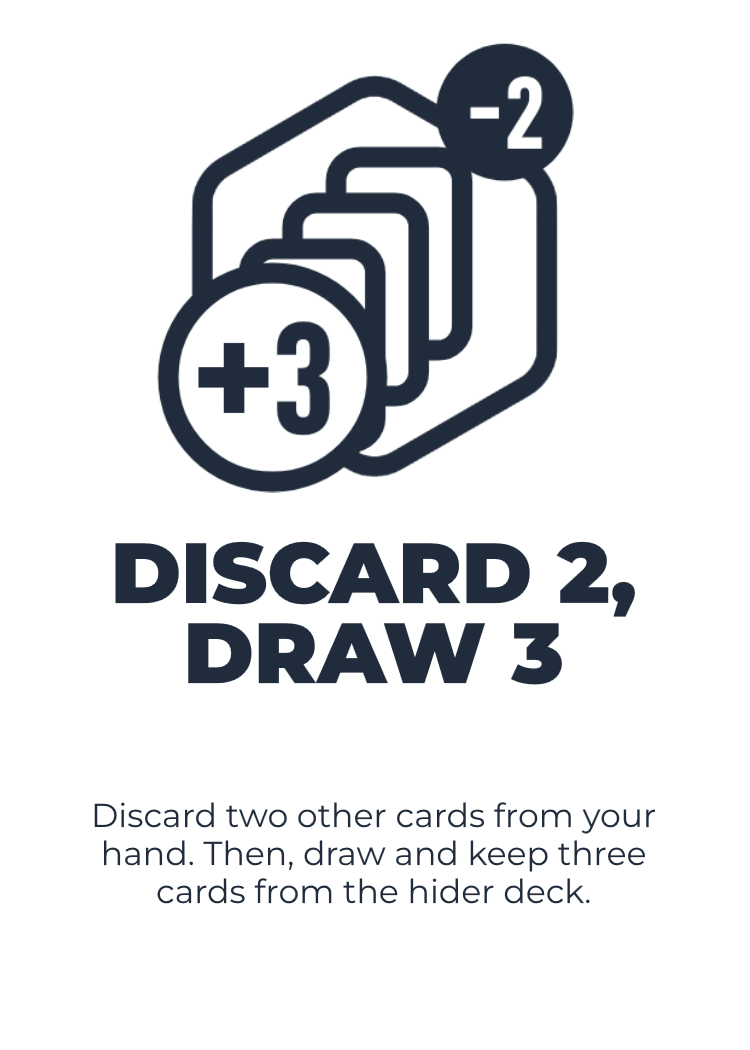 -2
+3
DISCARD 2,
DRAW 3
Discard two other cards from your
hand. Then, draw and keep three
cards from the hider deck.